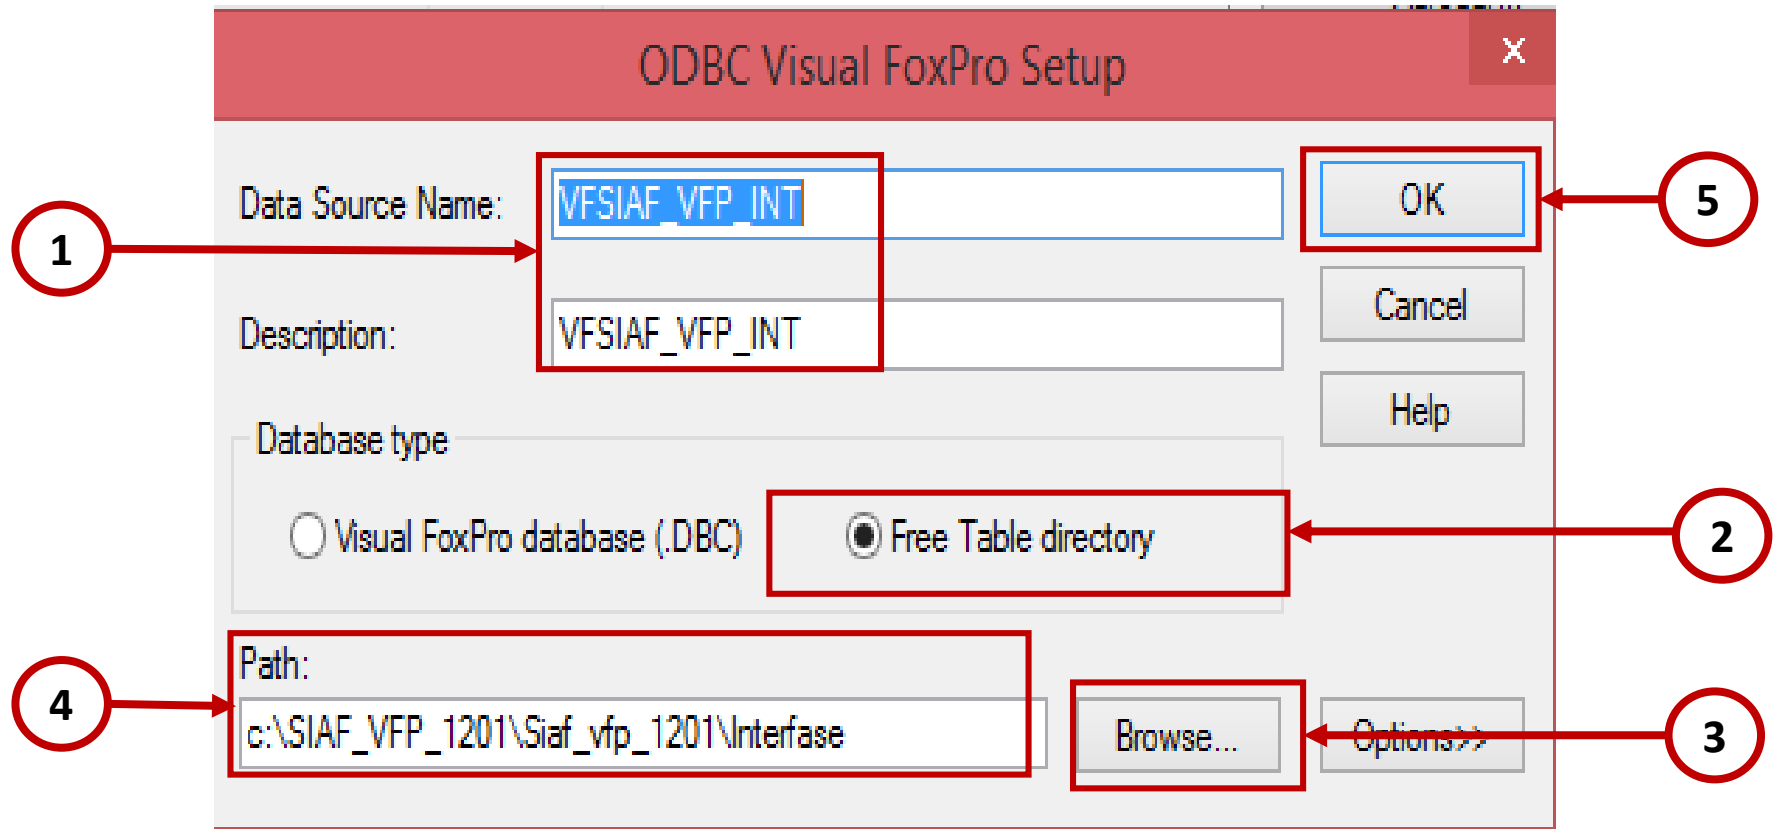 ODBC Visual FoxPro Setup
x
Data Source Name:
VFSIAF_VFP_INT
OK
5
1
Cancel
Description:
VFSIAF_VFP_INT
Help
Database type
Visual FoxPro database (.DBC)
Free Table directory
2
Path:
4
c:\SIAF_VFP_1201\Siaf_vfp_1201\Interfase
Browse...
Options>>
3